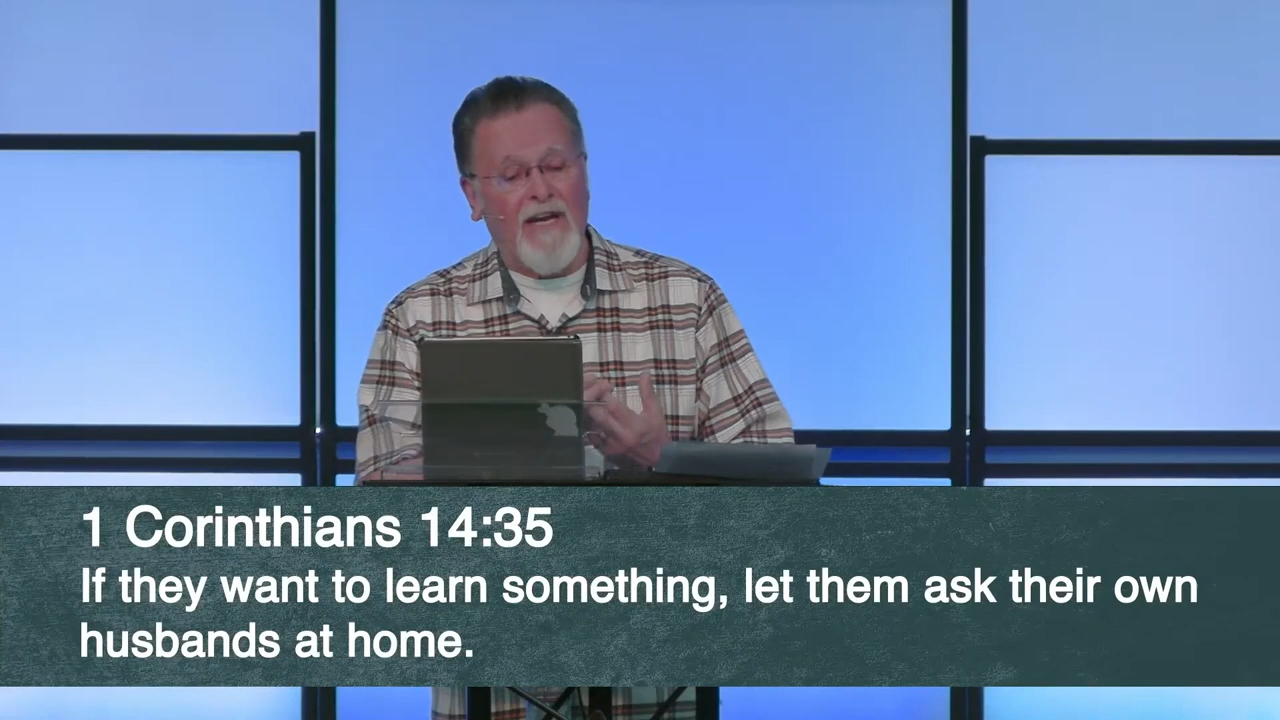 1 Corinthians 14:35
If they want to learn something, let them ask their own
husbands at home.